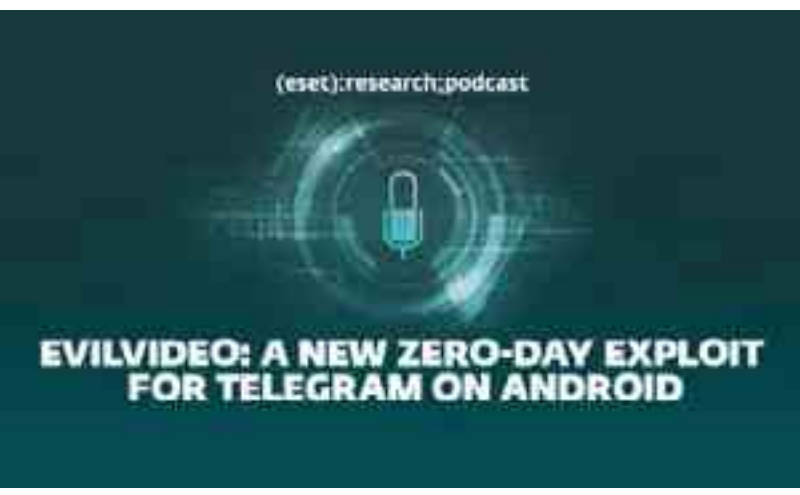 (eset):research:podcast
EVILVIDEO: A NEW ZERO-DAY EXPLOIT
FOR TELEGRAM ON ANDROID